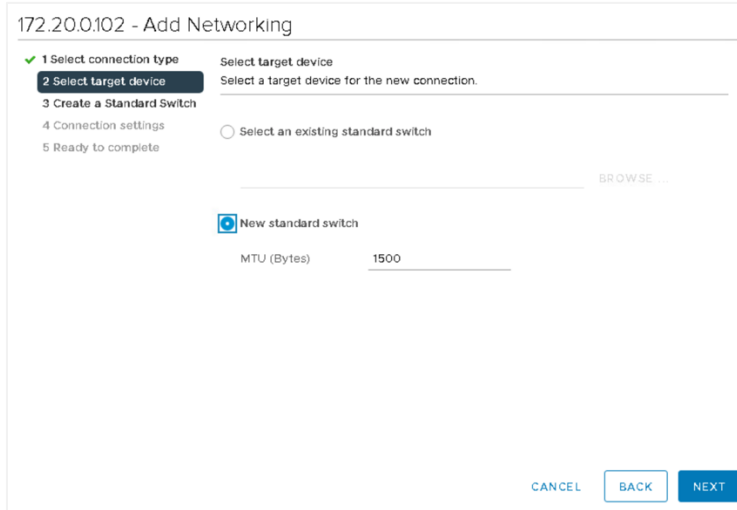 172.20.0.102 - Add Networking
1 Select connection type
2 Select target device
3 Create a Standard Switch
4 Connection settings
5 Ready to complete
Select target device
Select a target device for the new connection.
Select an existing standard switch
BROWSE ...
New standard switch
MTU (Bytes) 1500
CANCEL BACK NEXT